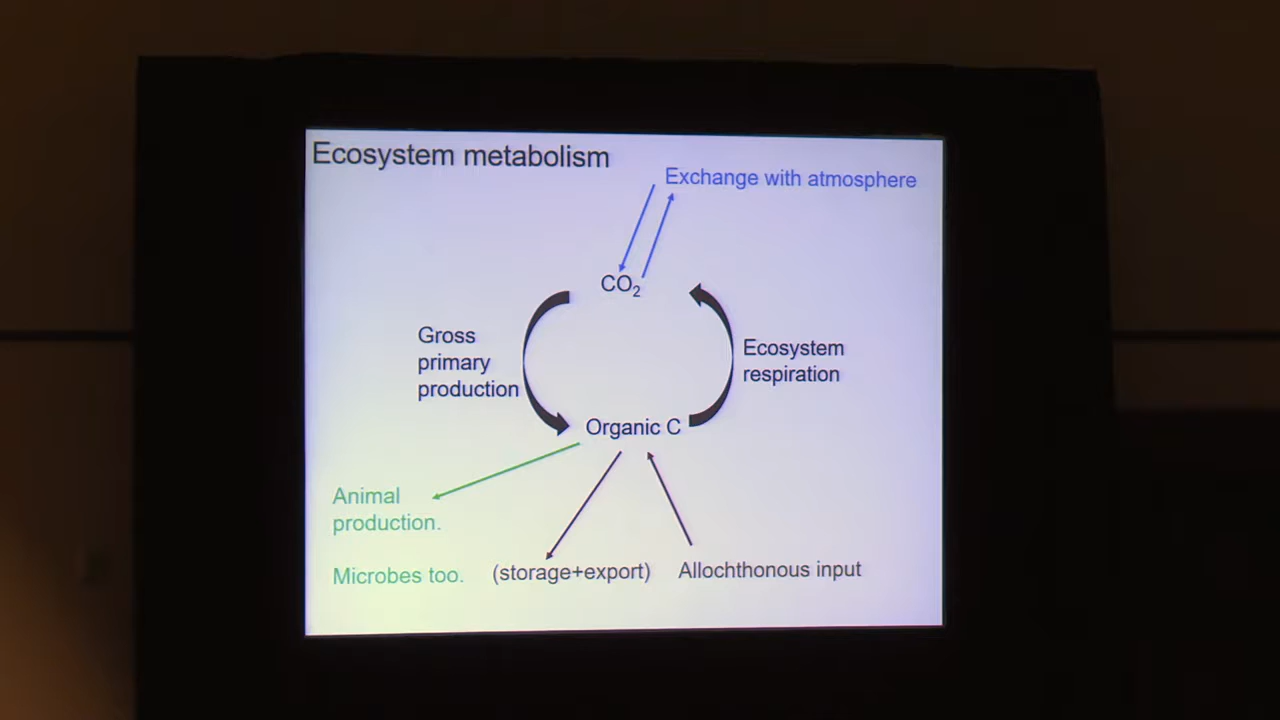 Ecosystem metabolism
Exchange with atmosphere
CO₂
Gross
primary
production
Ecosystem
respiration
Organic C
Animal
production.
Microbes too.
(storage+export)
Allochthonous input